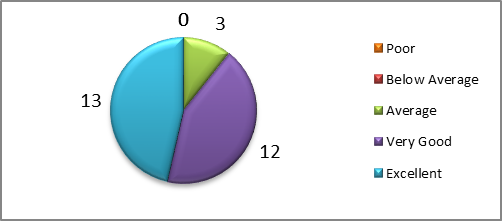 0
3
13
12
Poor
Below Average
Average
Very Good
Excellent